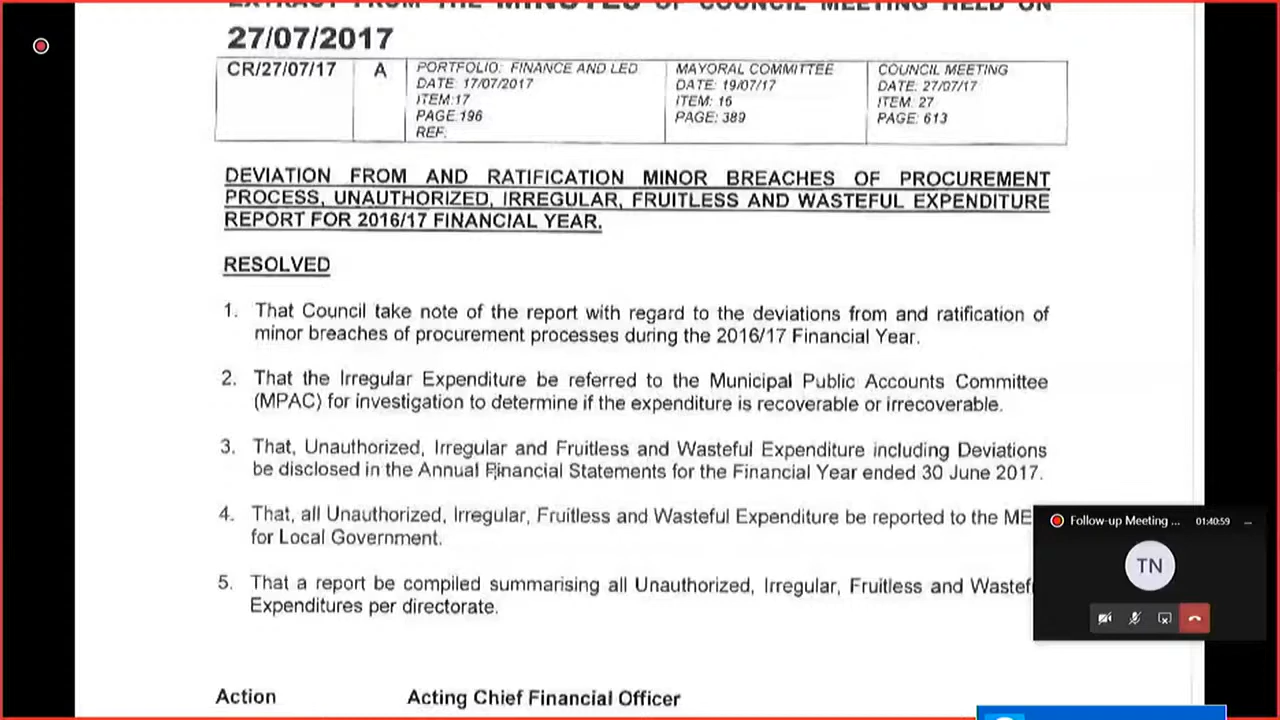 EXTRACT FROM THE MINUTES OF COUNCIL MEETING HELD ON
27/07/2017
CR/27/07/17
A
PORTFOLIO: FINANCE AND LED
DATE: 17/07/2017
ITEM:17
PAGE:196
REF:
MAYORAL COMMITTEE
DATE: 19/07/17
ITEM: 16
PAGE: 389
COUNCIL MEETING
DATE: 27/07/17
ITEM: 27
PAGE: 613
DEVIATION FROM AND RATIFICATION MINOR BREACHES OF PROCUREMENT
PROCESS, UNAUTHORIZED, IRREGULAR, FRUITLESS AND WASTEFUL EXPENDITURE
REPORT FOR 2016/17 FINANCIAL YEAR.
RESOLVED
1. That Council take note of the report with regard to the deviations from and ratification of
minor breaches of procurement processes during the 2016/17 Financial Year.
2. That the Irregular Expenditure be referred to the Municipal Public Accounts Committee
(MPAC) for investigation to determine if the expenditure is recoverable or irrecoverable.
3. That, Unauthorized, Irregular and Fruitless and Wasteful Expenditure including Deviations
be disclosed in the Annual Financial Statements for the Financial Year ended 30 June 2017.
4. That, all Unauthorized, Irregular, Fruitless and Wasteful Expenditure be reported to the ME
for Local Government.
5. That a report be compiled summarising all Unauthorized, Irregular, Fruitless and Wastef
Expenditures per directorate.
Action Acting Chief Financial Officer
Follow-up Meeting ... 01:40:59
TN